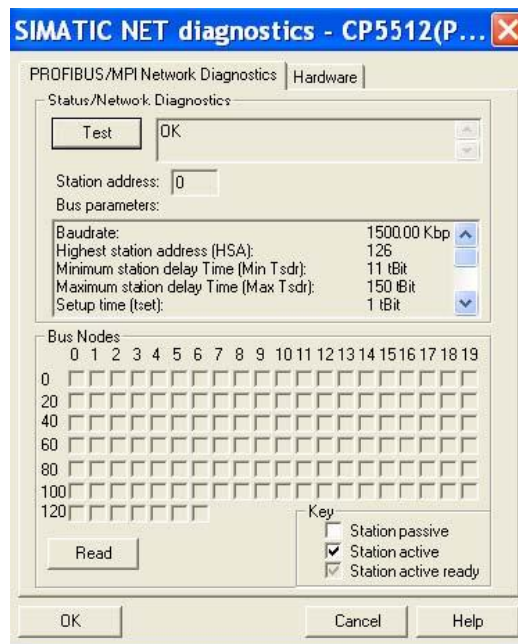 SIMATIC NET diagnostics - CP5512(P...
PROFIBUS/MPI Network Diagnostics
Hardware
Status/Network Diagnostics
Test
OK
Station address: 0
Bus parameters:
Baudrate: 1500.00 Kbp
Highest station address (HSA): 126
Minimum station delay Time (Min Tsdr): 11 tBit
Maximum station delay Time (Max Tsdr): 150 tBit
Setup time (tset): 1 tBit
Bus Nodes
0 1 2 3 4 5 6 7 8 9 10 11 12 13 14 15 16 17 18 19
0
20
40
60
80
100
120
Key
Station passive
Station active
Station active ready
Read
OK
Cancel
Help